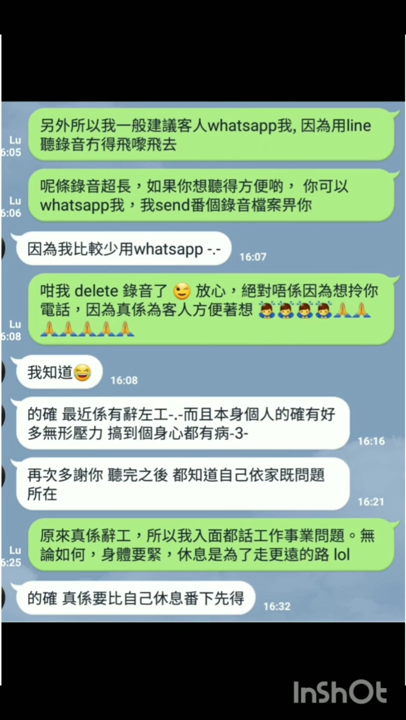 另外所以我一般建議客人whatsapp我, 因為用line
聽錄音冇得飛嚟飛去
Lu
6:05
呢條錄音超長，如果你想聽得方便啲， 你可以
whatsapp我，我send番個錄音檔案畀你
Lu
6:06
因為我比較少用whatsapp -.-
16:07
咁我 delete 錄音了 😉 放心，絕對唔係因為想拎你
電話，因為真係為客人方便著想 🙇🙇🙇🙇🙏🙏
🙏🙏🙏🙏🙏
Lu
6:08
我知道😂
16:08
的確 最近係有辭左工-.-而且本身個人的確有好
多無形壓力 搞到個身心都有病-3-
16:16
再次多謝你 聽完之後 都知道自己依家既問題
所在
16:21
原來真係辭工，所以我入面都話工作事業問題。無
論如何，身體要緊，休息是為了走更遠的路 lol
Lu
6:25
的確 真係要比自己休息番下先得
16:32
InShOt